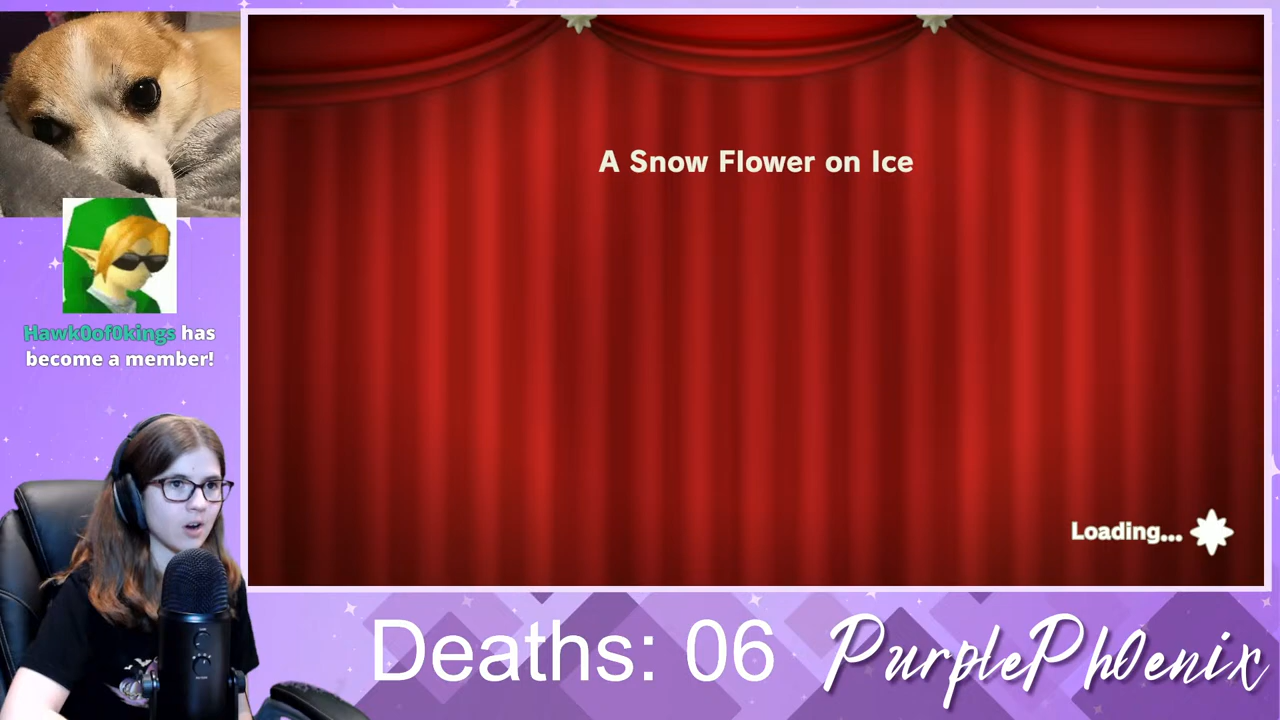 A Snow Flower on Ice
Hawk0of0kings has
become a member!
Loading...
Deaths: 06
PurplePh0enix